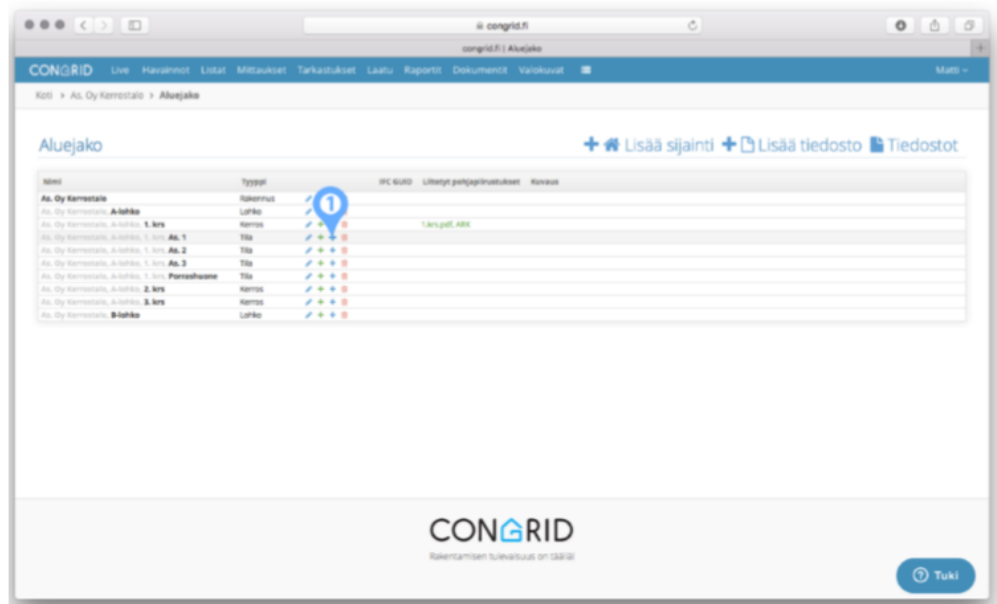 congrid.fi
congrid.fi | Aluejako
CONGRID Live Havainnot Listat Mittaukset Tarkastukset Laatu Raportit Dokumentit Valokuvat Matti
Koti > As. Oy Kerrostalo > Aluejako
Aluejako
+ Lisää sijainti + Lisää tiedosto Tiedostot
Nimi Tyyppi IFC GUID Liitetyt pohjapiirustukset Kuvaus
1
As. Oy Kerrostalo Rakennus
As. Oy Kerrostalo, A-lohko Lohko
As. Oy Kerrostalo, A-lohko, 1. krs Kerros 1.krs.pdf, ARK
As. Oy Kerrostalo, A-lohko, 1. krs, As. 1 Tila
As. Oy Kerrostalo, A-lohko, 1. krs, As. 2 Tila
As. Oy Kerrostalo, A-lohko, 1. krs, As. 3 Tila
As. Oy Kerrostalo, A-lohko, 1. krs, Porrashuone Tila
As. Oy Kerrostalo, A-lohko, 2. krs Kerros
As. Oy Kerrostalo, A-lohko, 3. krs Kerros
As. Oy Kerrostalo, B-lohko Lohko
CONGRID
Rakentamisen tulevaisuus on täällä!
? Tuki